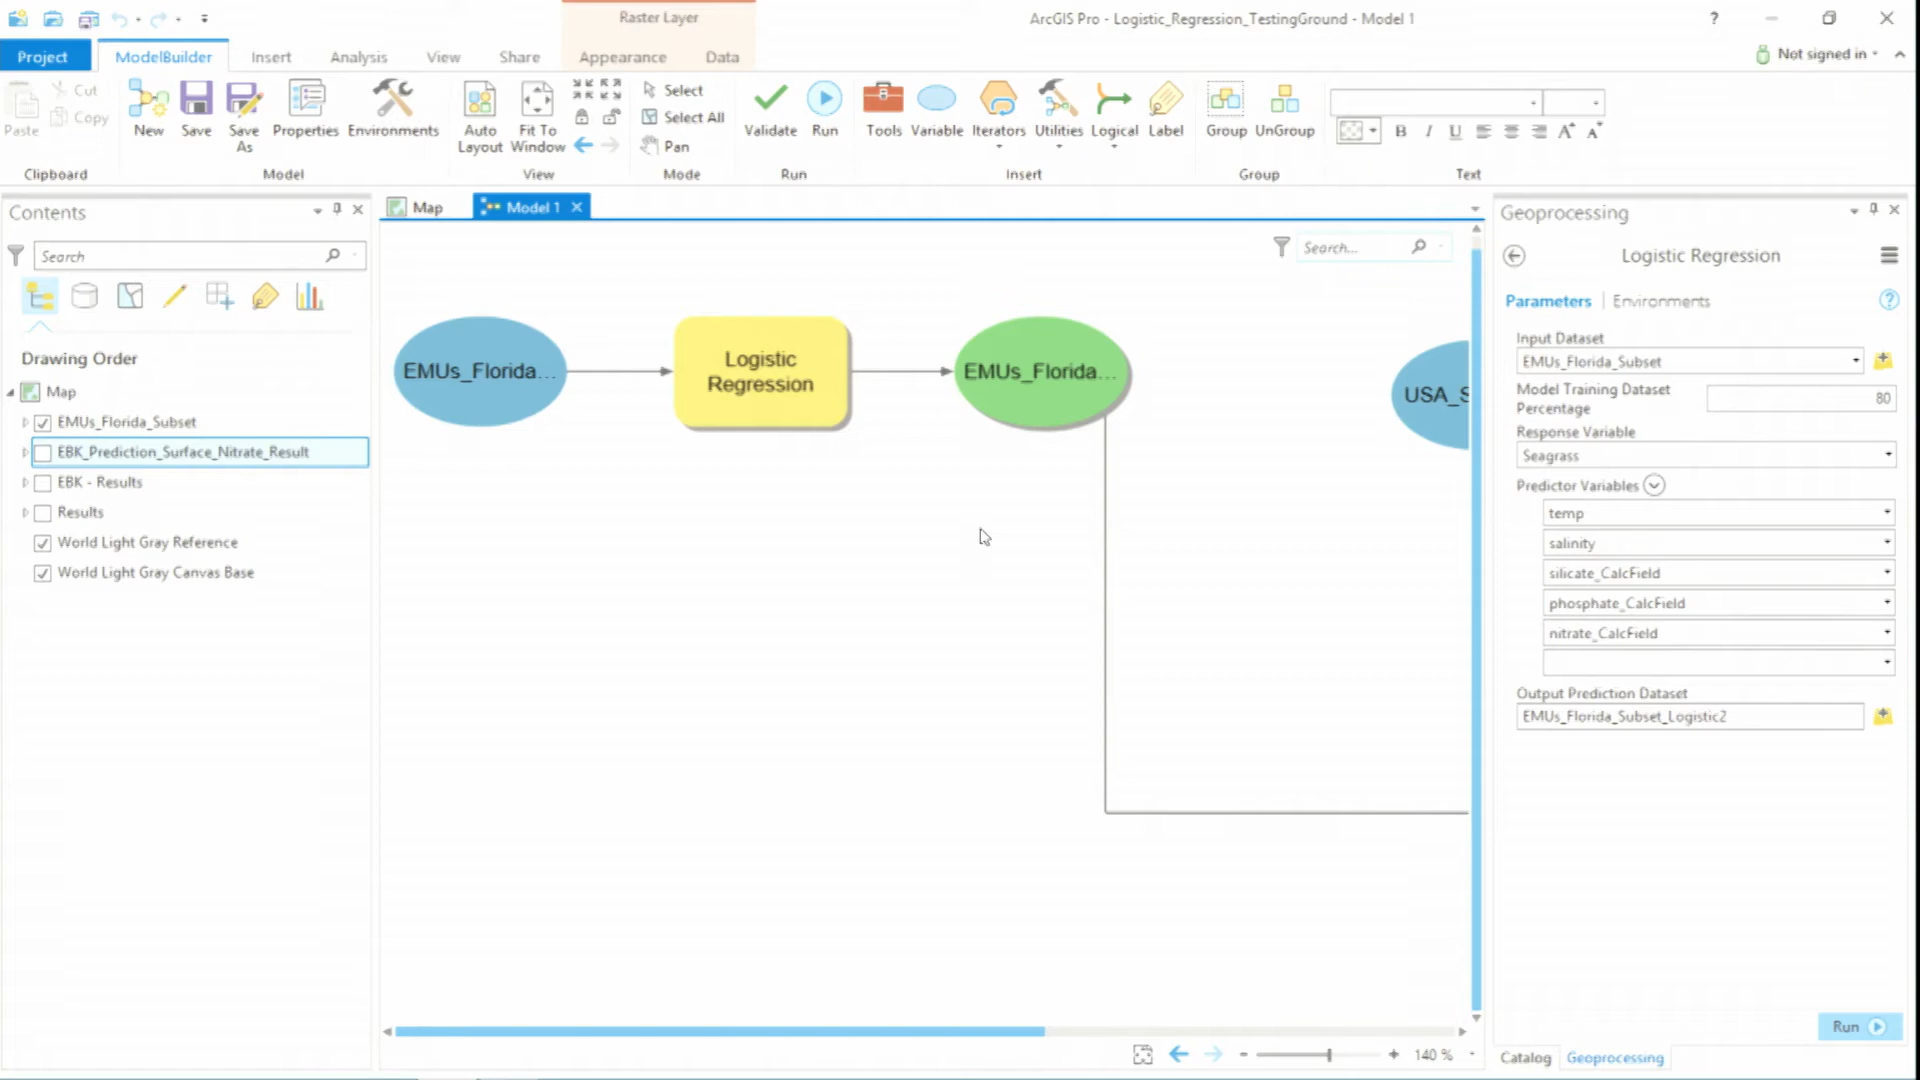 Raster Layer
ArcGIS Pro - Logistic_Regression_TestingGround - Model 1
?
Project
ModelBuilder
Insert
Analysis
View
Share
Appearance
Data
Not signed in
Paste
Cut
Copy
Clipboard
New
Save
Save As
Properties
Environments
Model
Auto Layout
Fit To Window
View
Select
Select All
Pan
Mode
Validate
Run
Run
Tools
Variable
Iterators
Utilities
Logical
Label
Insert
Group
UnGroup
Group
B I U A A
Text
Contents
Search
Drawing Order
Map
EMUs_Florida_Subset
EBK_Prediction_Surface_Nitrate_Result
EBK - Results
Results
World Light Gray Reference
World Light Gray Canvas Base
Map
Model 1
Search...
EMUs_Florida...
Logistic
Regression
EMUs_Florida...
USA_S
140 %
Geoprocessing
Logistic Regression
Parameters
Environments
?
Input Dataset
EMUs_Florida_Subset
Model Training Dataset
Percentage
80
Response Variable
Seagrass
Predictor Variables
temp
salinity
silicate_CalcField
phosphate_CalcField
nitrate_CalcField
Output Prediction Dataset
EMUs_Florida_Subset_Logistic2
Run
Catalog
Geoprocessing